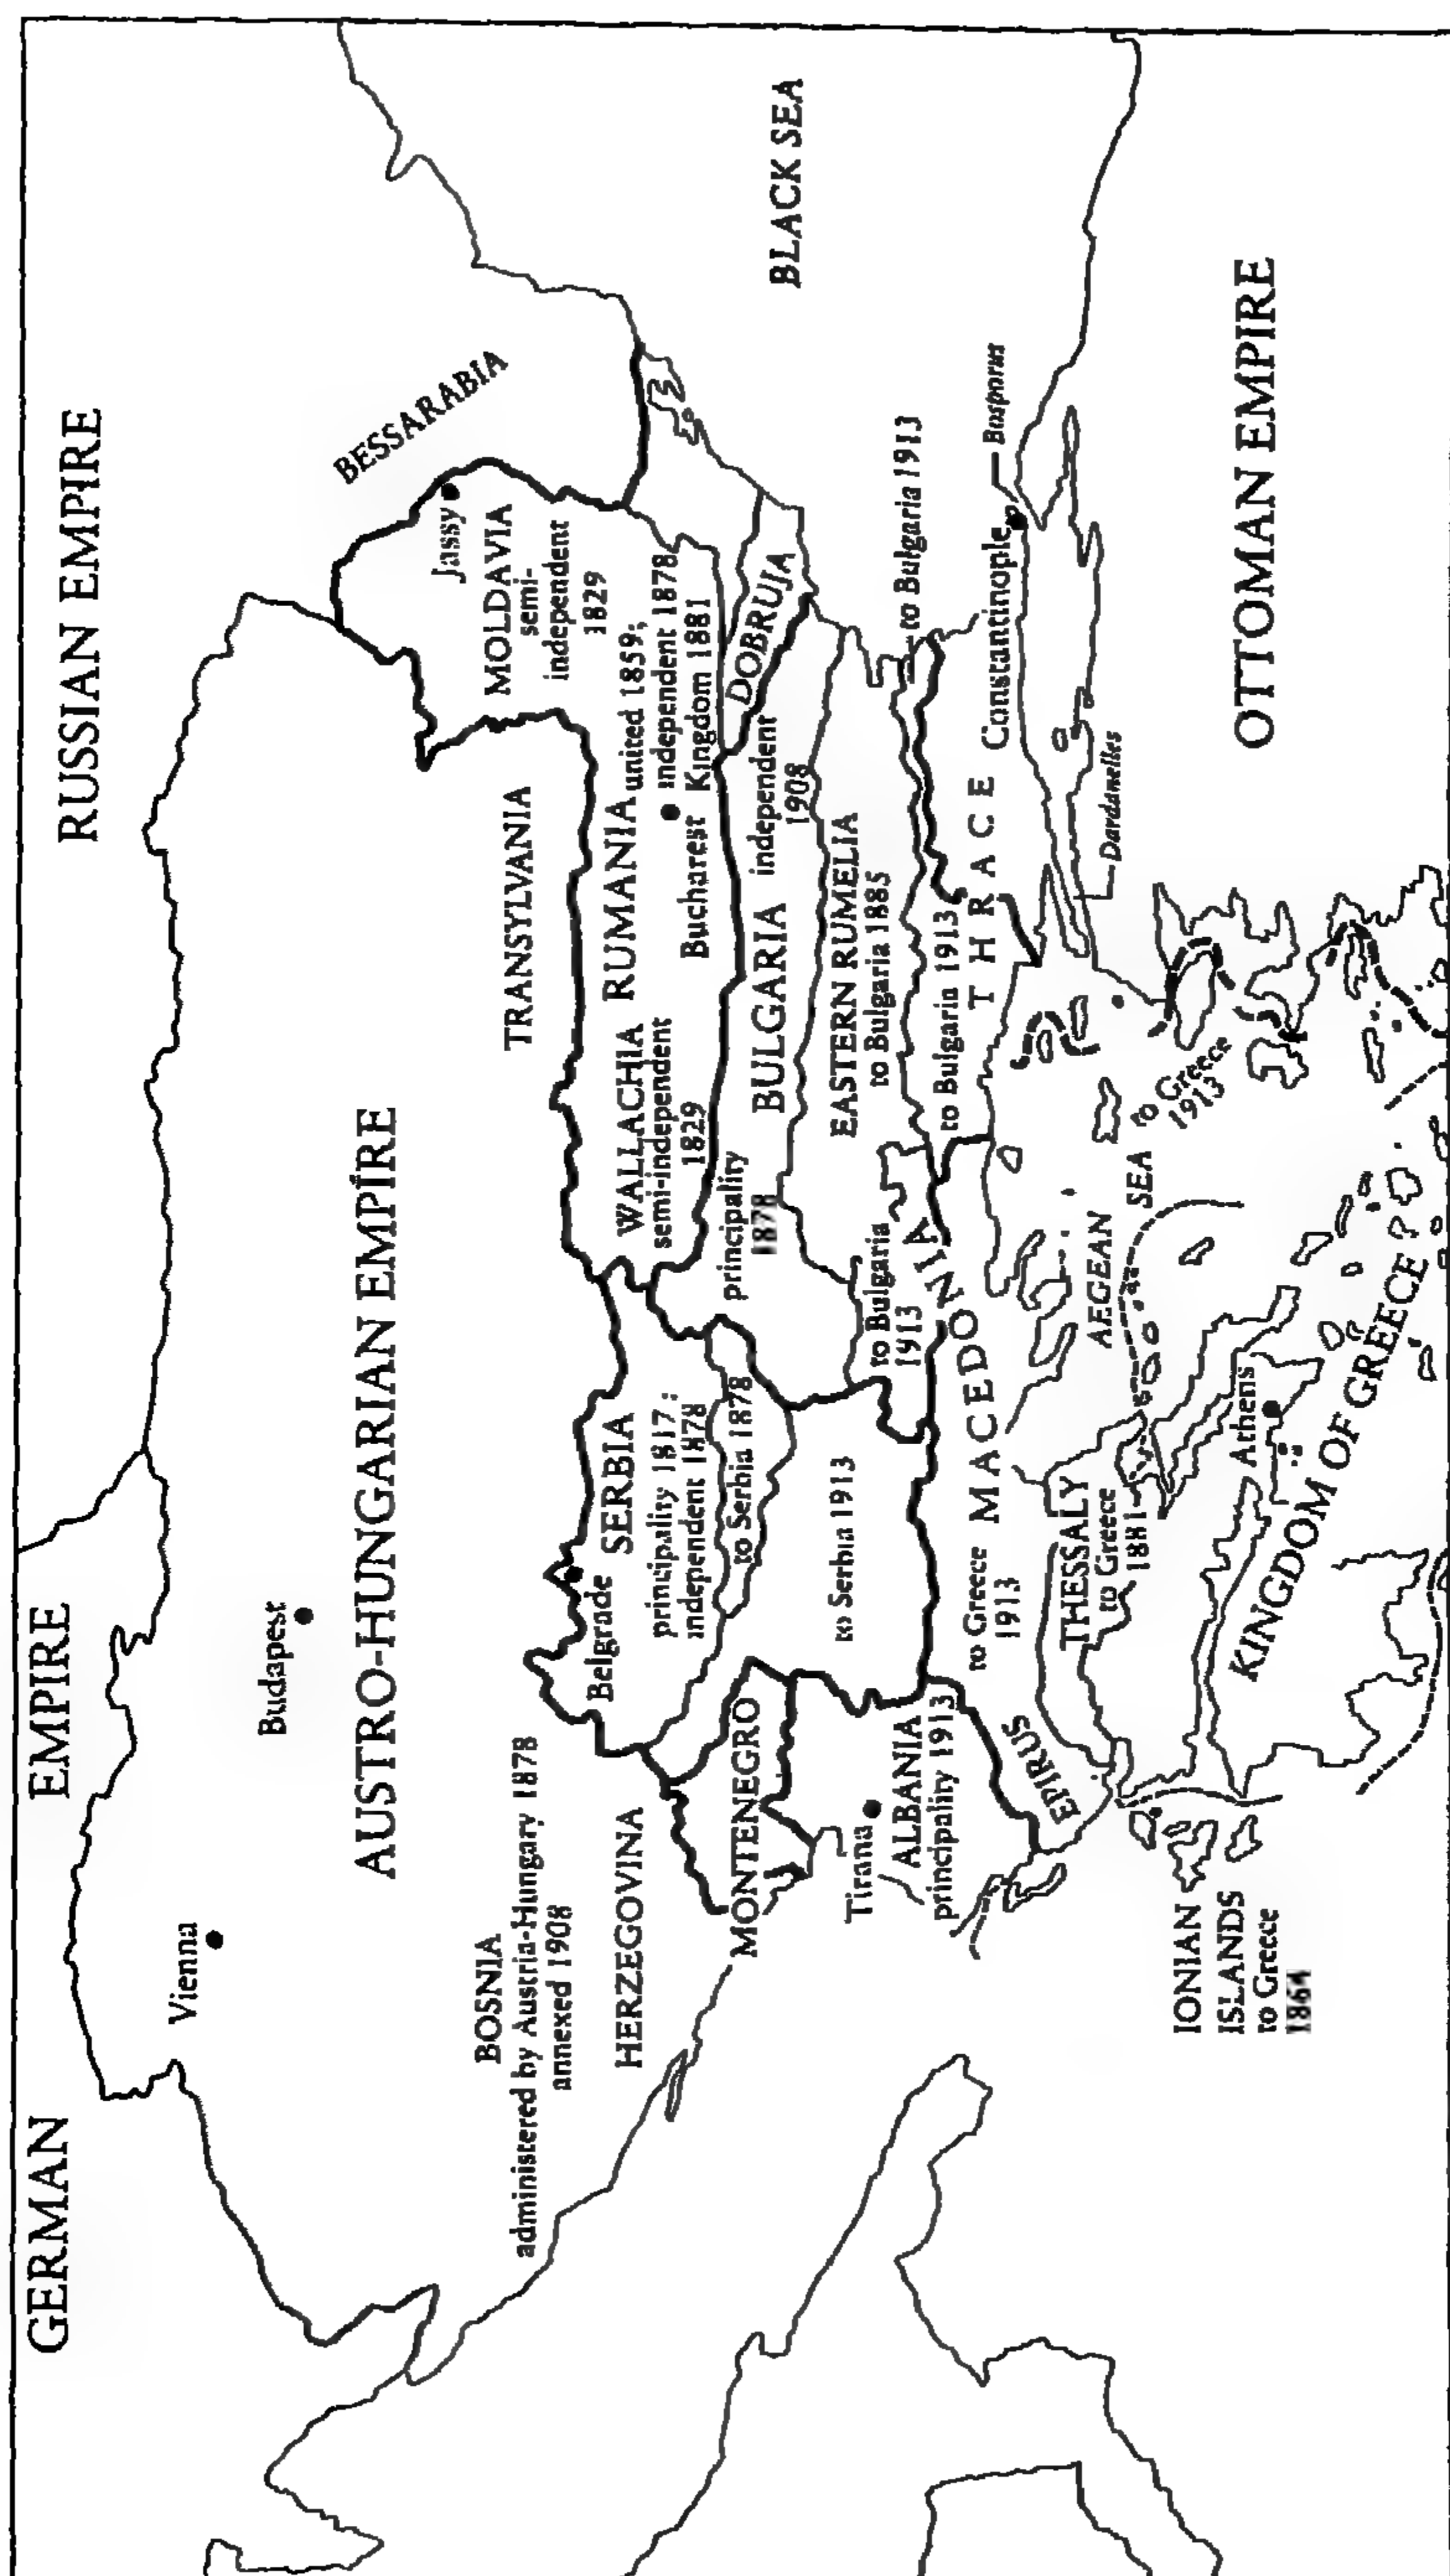 GERMAN
EMPIRE
RUSSIAN EMPIRE
Vienna
Budapest
AUSTRO-HUNGARIAN EMPIRE
BESSARABIA
Jassy
MOLDAVIA
semi-
independent
1829
TRANSYLVANIA
BOSNIA
administered by Austria-Hungary 1878
annexed 1908
HERZEGOVINA
Belgrade
SERBIA
principality 1817;
independent 1878
to Serbia 1878
to Serbia 1913
WALLACHIA
semi-independent
1829
RUMANIA
united 1859;
independent 1878
Kingdom 1881
Bucharest
DOBRUJA
BLACK SEA
MONTENEGRO
principality
1878
BULGARIA
independent
1908
EASTERN RUMELIA
to Bulgaria 1885
to Bulgaria
1913
to Bulgaria 1913
to Bulgaria 1913
Tirana
ALBANIA
principality 1913
MACEDONIA
to Greece
1913
THRACE
Constantinople
Bosporus
Dardanelles
EPIRUS
THESSALY
to Greece
1881
AEGEAN
SEA
to Greece
1913
IONIAN
ISLANDS
to Greece
1864
Athens
KINGDOM OF GREECE
OTTOMAN EMPIRE